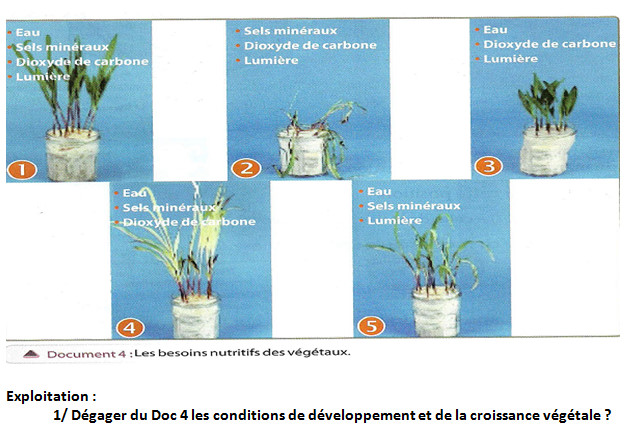 • Eau
• Sels minéraux
• Dioxyde de carbone
• Lumière
1
• Sels minéraux
• Dioxyde de carbone
• Lumière
2
• Eau
• Dioxyde de carbone
• Lumière
3
• Eau
• Sels minéraux
• Dioxyde de carbone
4
• Eau
• Sels minéraux
• Lumière
5
Document 4 : Les besoins nutritifs des végétaux.
Exploitation :
1/ Dégager du Doc 4 les conditions de développement et de la croissance végétale ?